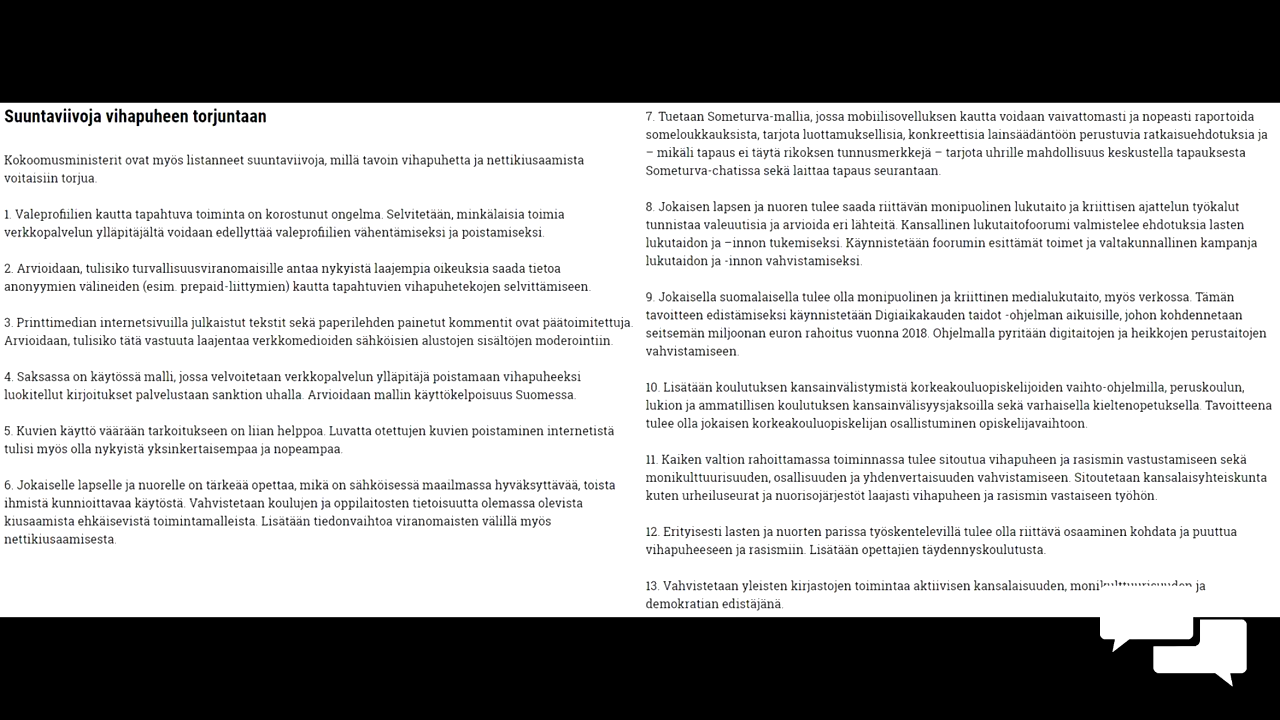 Suuntaviivoja vihapuheen torjuntaan
Kokoomusministerit ovat myös listanneet suuntaviivoja, millä tavoin vihapuhetta ja nettikiusaamista
voitaisiin torjua.
1. Valeprofiilien kautta tapahtuva toiminta on korostunut ongelma. Selvitetään, minkälaisia toimia
verkkopalvelun ylläpitäjältä voidaan edellyttää valeprofiilien vähentämiseksi ja poistamiseksi.
2. Arvioidaan, tulisiko turvallisuusviranomaisille antaa nykyistä laajempia oikeuksia saada tietoa
anonyymien välineiden (esim. prepaid-liittymien) kautta tapahtuvien vihapuhetekojen selvittämiseen.
3. Printtimedian internetsivuilla julkaistut tekstit sekä paperilehden painetut kommentit ovat päätoimitettuja.
Arvioidaan, tulisiko tätä vastuuta laajentaa verkkomedioiden sähköisien alustojen sisältöjen moderointiin.
4. Saksassa on käytössä malli, jossa velvoitetaan verkkopalvelun ylläpitäjä poistamaan vihapuheeksi
luokitellut kirjoitukset palvelustaan sanktion uhalla. Arvioidaan mallin käyttökelpoisuus Suomessa.
5. Kuvien käyttö väärään tarkoitukseen on liian helppoa. Luvatta otettujen kuvien poistaminen internetistä
tulisi myös olla nykyistä yksinkertaisempaa ja nopeampaa.
6. Jokaiselle lapselle ja nuorelle on tärkeää opettaa, mikä on sähköisessä maailmassa hyväksyttävää, toista
ihmistä kunnioittavaa käytöstä. Vahvistetaan koulujen ja oppilaitosten tietoisuutta olemassa olevista
kiusaamista ehkäisevistä toimintamalleista. Lisätään tiedonvaihtoa viranomaisten välillä myös
nettikiusaamisesta.
7. Tuetaan Someturva-mallia, jossa mobiilisovelluksen kautta voidaan vaivattomasti ja nopeasti raportoida
someloukkauksista, tarjota luottamuksellisia, konkreettisia lainsäädäntöön perustuvia ratkaisuehdotuksia ja
– mikäli tapaus ei täytä rikoksen tunnusmerkkejä – tarjota uhrille mahdollisuus keskustella tapauksesta
Someturva-chatissa sekä laittaa tapaus seurantaan.
8. Jokaisen lapsen ja nuoren tulee saada riittävän monipuolinen lukutaito ja kriittisen ajattelun työkalut
tunnistaa valeuutisia ja arvioida eri lähteitä. Kansallinen lukutaitofoorumi valmistelee ehdotuksia lasten
lukutaidon ja –innon tukemiseksi. Käynnistetään foorumin esittämät toimet ja valtakunnallinen kampanja
lukutaidon ja -innon vahvistamiseksi.
9. Jokaisella suomalaisella tulee olla monipuolinen ja kriittinen medialukutaito, myös verkossa. Tämän
tavoitteen edistämiseksi käynnistetään Digiaikakauden taidot -ohjelman aikuisille, johon kohdennetaan
seitsemän miljoonan euron rahoitus vuonna 2018. Ohjelmalla pyritään digitaitojen ja heikkojen perustaitojen
vahvistamiseen.
10. Lisätään koulutuksen kansainvälistymistä korkeakouluopiskelijoiden vaihto-ohjelmilla, peruskoulun,
lukion ja ammatillisen koulutuksen kansainvälisyysjaksoilla sekä varhaisella kieltenopetuksella. Tavoitteena
tulee olla jokaisen korkeakouluopiskelijan osallistuminen opiskelijavaihtoon.
11. Kaiken valtion rahoittamassa toiminnassa tulee sitoutua vihapuheen ja rasismin vastustamiseen sekä
monikulttuurisuuden, osallisuuden ja yhdenvertaisuuden vahvistamiseen. Sitoutetaan kansalaisyhteiskunta
kuten urheiluseurat ja nuorisojärjestöt laajasti vihapuheen ja rasismin vastaiseen työhön.
12. Erityisesti lasten ja nuorten parissa työskentelevillä tulee olla riittävä osaaminen kohdata ja puuttua
vihapuheeseen ja rasismiin. Lisätään opettajien täydennyskoulutusta.
13. Vahvistetaan yleisten kirjastojen toimintaa aktiivisen kansalaisuuden, monikulttuurisuuden ja
demokratian edistäjänä.